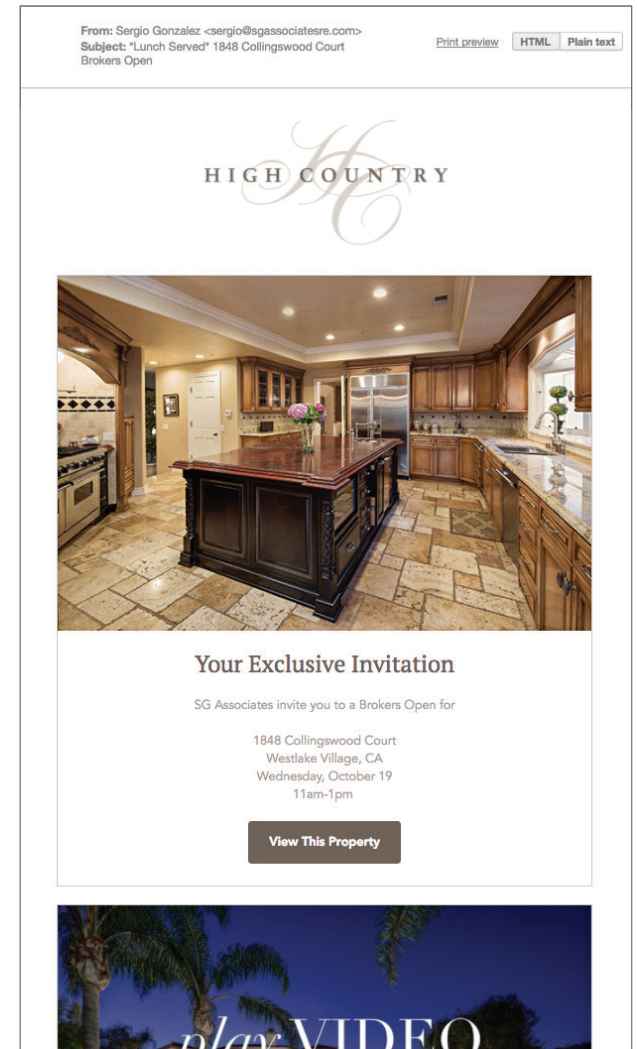 From: Sergio Gonzalez <sergio@sgassociatesre.com>
Subject: "Lunch Served" 1848 Collingswood Court
Brokers Open
Print preview HTML Plain text
HIGH COUNTRY
HC
Your Exclusive Invitation
SG Associates invite you to a Brokers Open for
1848 Collingswood Court
Westlake Village, CA
Wednesday, October 19
11am-1pm
View This Property
play VIDEO